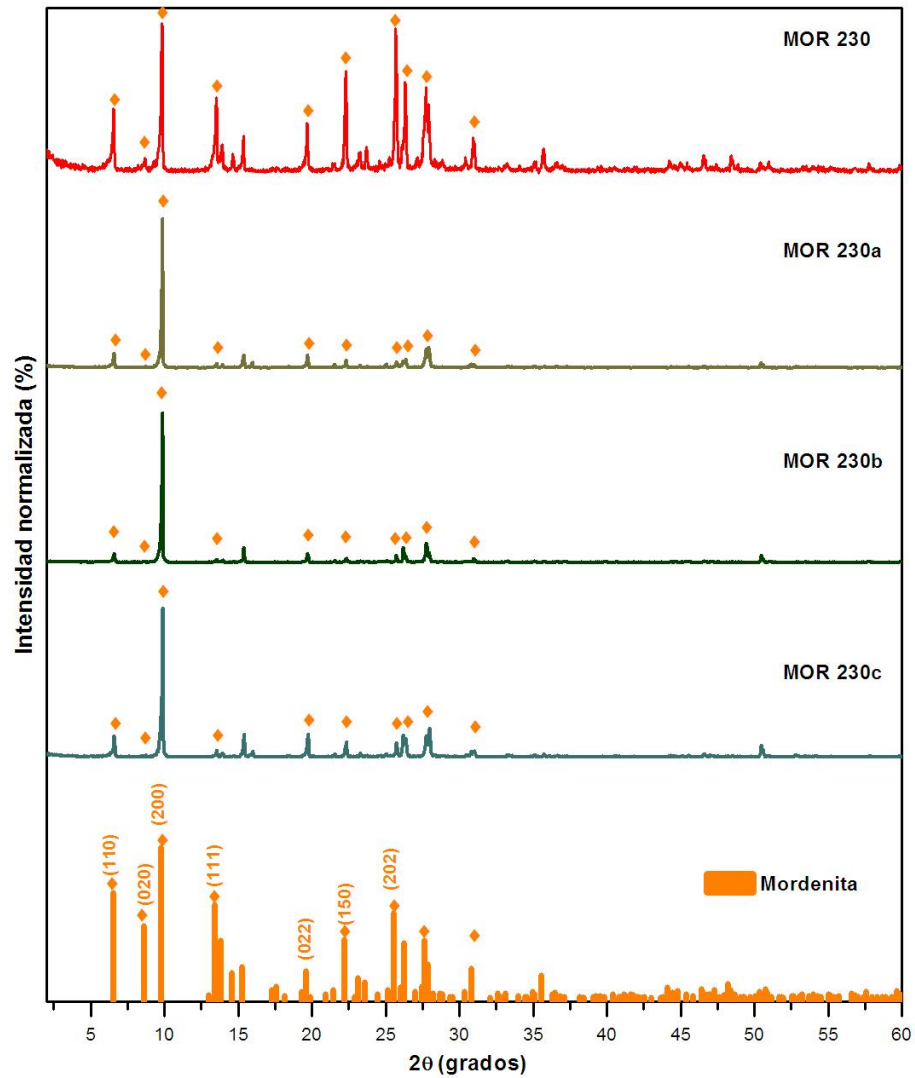 MOR 230
MOR 230a
MOR 230b
MOR 230c
Intensidad normalizada (%)
(110)
(020)
(200)
(111)
(022)
(150)
(202)
Mordenita
5 10 15 20 25 30 35 40 45 50 55 60
2θ (grados)